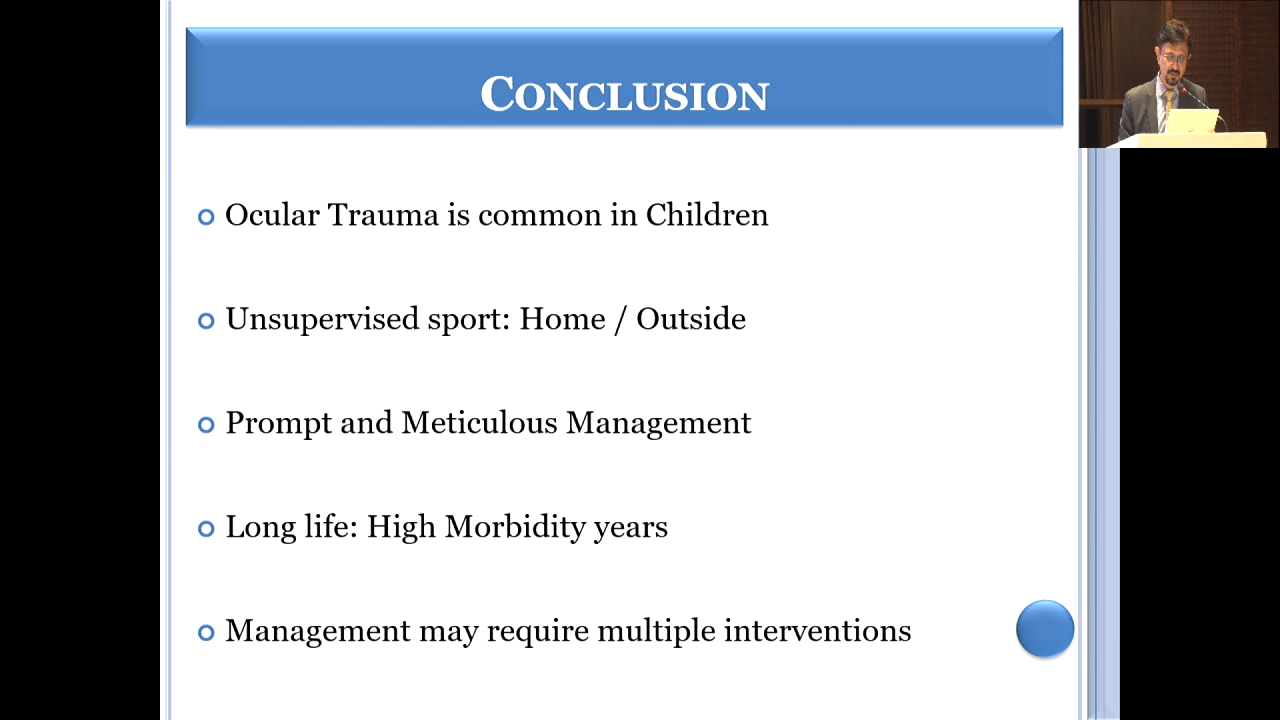 Conclusion
Ocular Trauma is common in Children
Unsupervised sport: Home / Outside
Prompt and Meticulous Management
Long life: High Morbidity years
Management may require multiple interventions